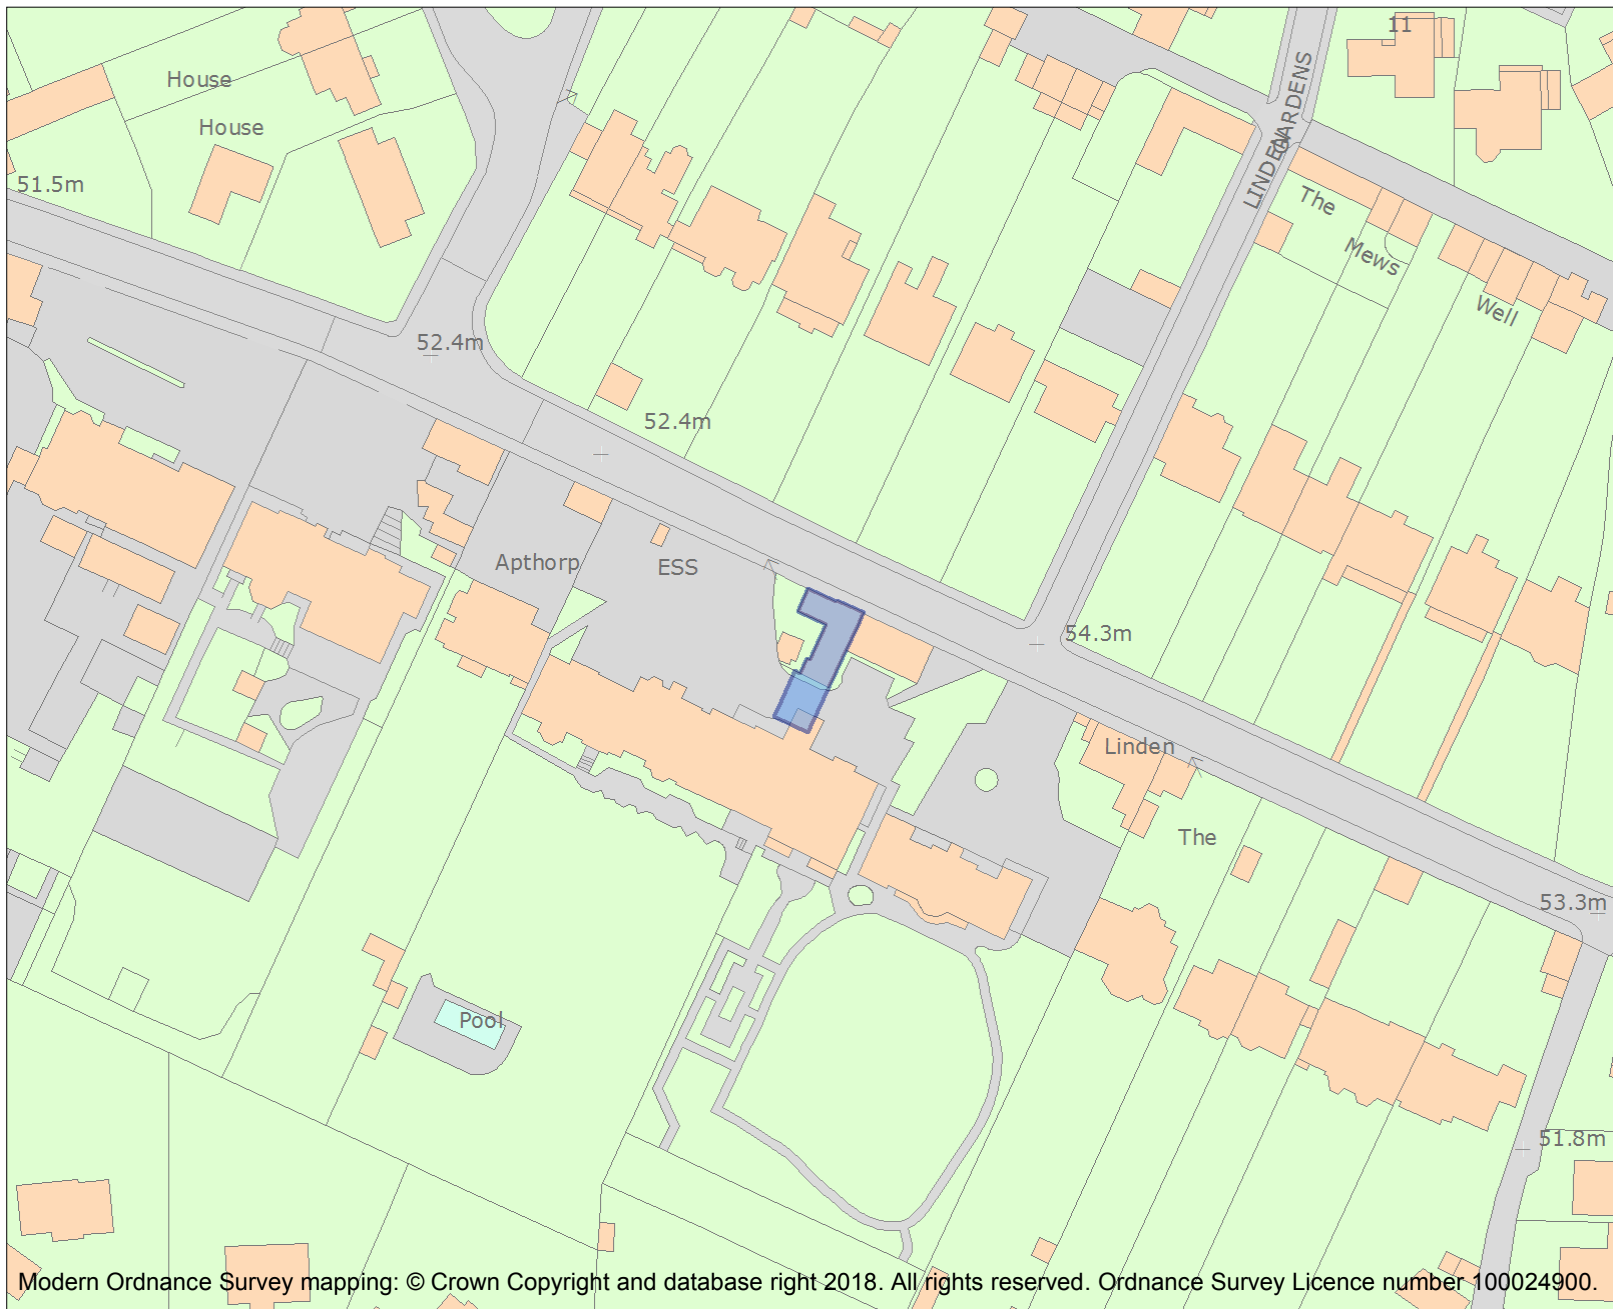 11
House
House
51.5m
LINDEN GARDENS
The
Mews
Well
52.4m
52.4m
Apthorp
ESS
54.3m
Linden
The
53.3m
Pool
51.8m
Modern Ordnance Survey mapping: © Crown Copyright and database right 2018. All rights reserved. Ordnance Survey Licence number 100024900.